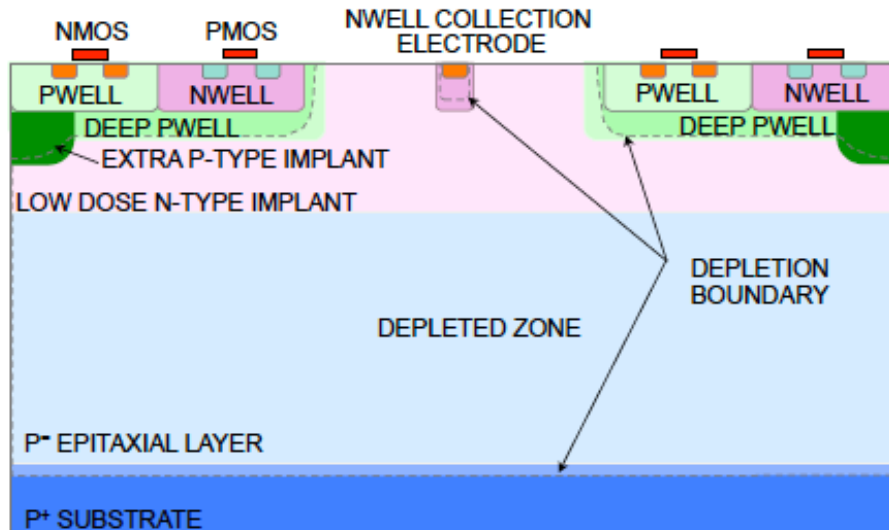 NMOS
PMOS
NWELL COLLECTION
ELECTRODE
PWELL
NWELL
PWELL
NWELL
DEEP PWELL
DEEP PWELL
EXTRA P-TYPE IMPLANT
LOW DOSE N-TYPE IMPLANT
DEPLETION
BOUNDARY
DEPLETED ZONE
P⁻ EPITAXIAL LAYER
P⁺ SUBSTRATE